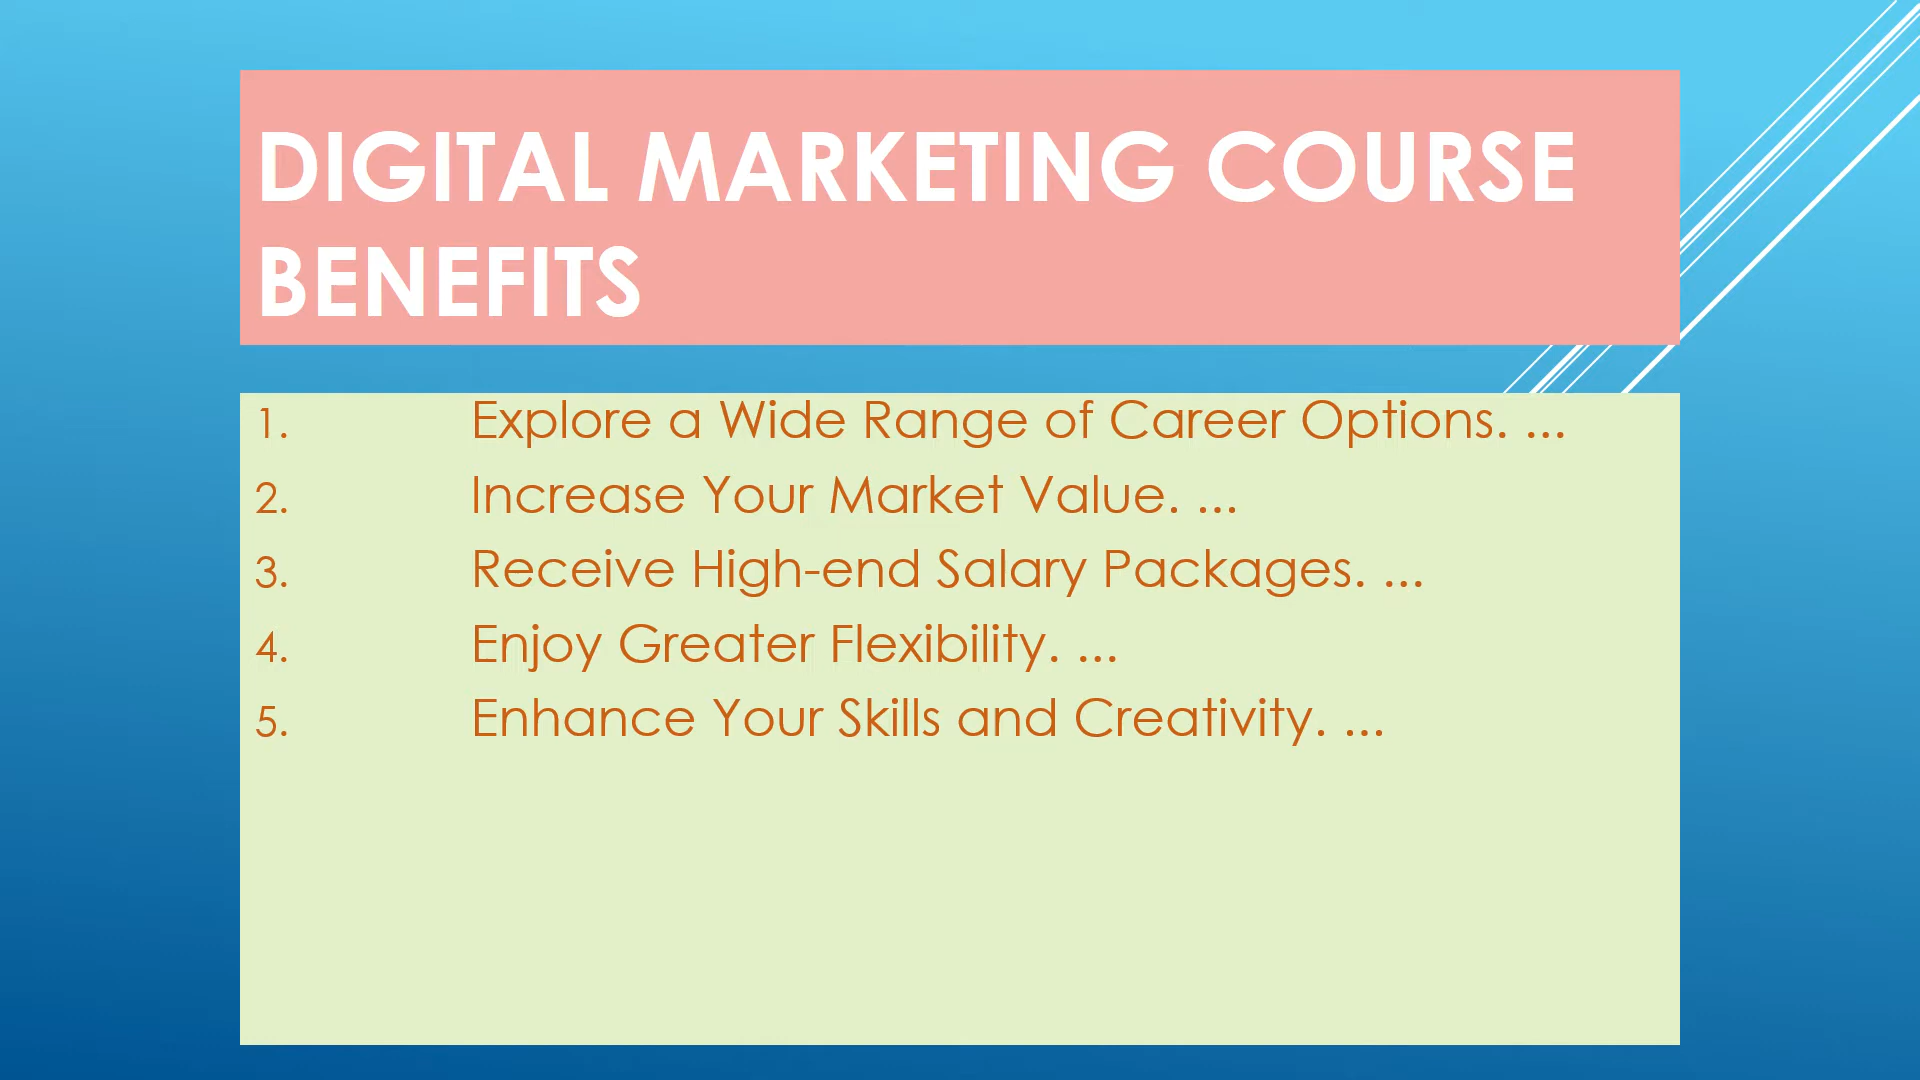 DIGITAL MARKETING COURSE
BENEFITS
1. Explore a Wide Range of Career Options. ...
2. Increase Your Market Value. ...
3. Receive High-end Salary Packages. ...
4. Enjoy Greater Flexibility. ...
5. Enhance Your Skills and Creativity. ...